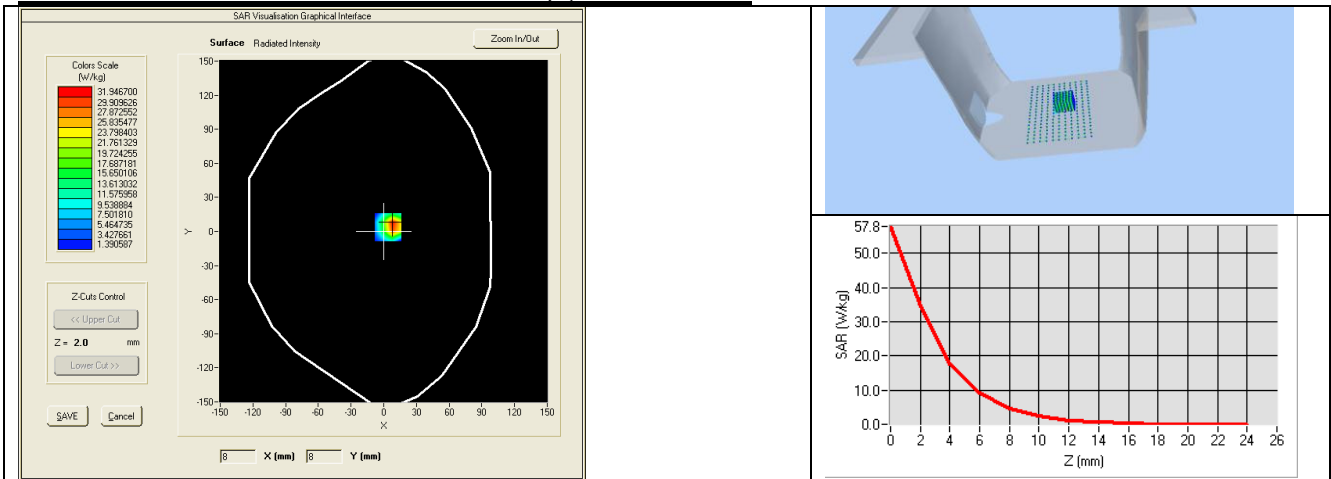 SAR Visualisation Graphical Interface
Surface Radiated Intensity
Zoom In/Out
Colors Scale
(W/kg)
31.946700
29.909626
27.872552
25.835477
23.798403
21.761329
19.724255
17.687181
15.650106
13.613032
11.575958
9.538884
7.501810
5.464735
3.427661
1.390587
Z-Cuts Control
<< Upper Cut
Z = 2.0 mm
Lower Cut >>
SAVE Cancel
150
120
90
60
30
Y 0
-30
-60
-90
-120
-150
-150 -120 -90 -60 -30 0 30 60 90 120 150
X
8 X (mm) 8 Y (mm)
57.8
50.0
40.0
30.0
20.0
10.0
0.0
SAR (W/kg)
0 2 4 6 8 10 12 14 16 18 20 22 24 26
Z (mm)